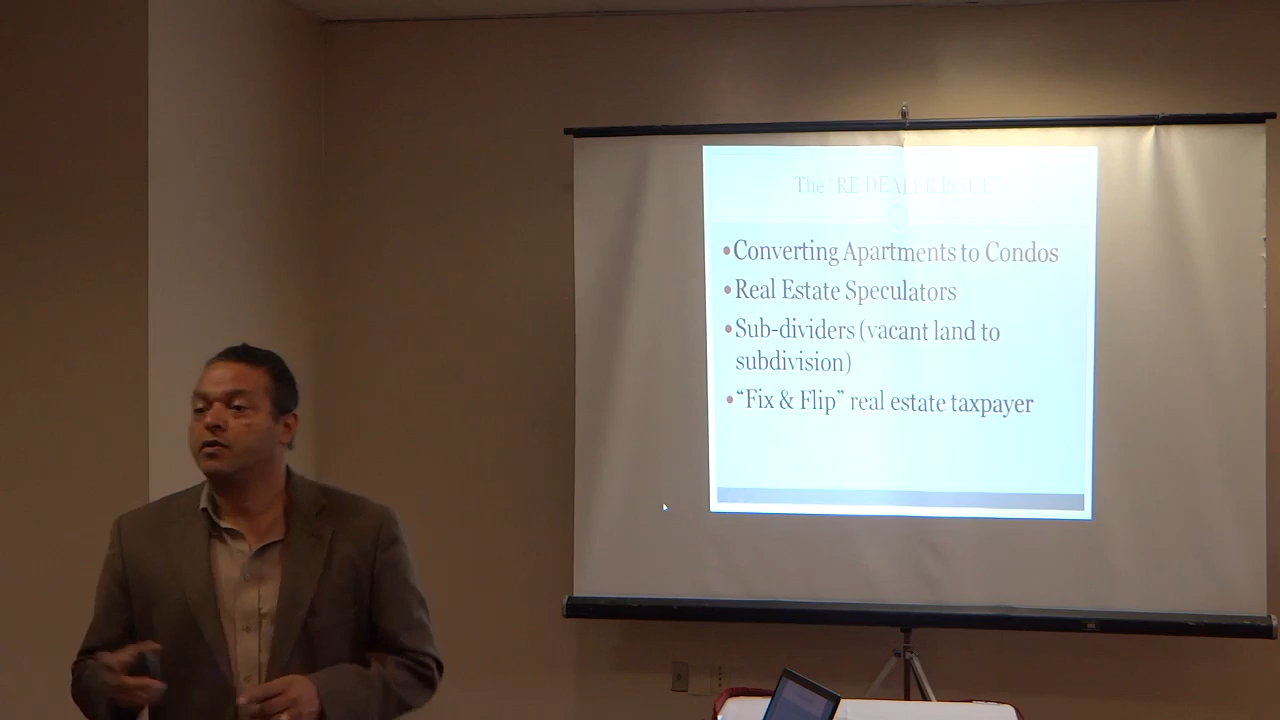 The "RE DEALER ISSUE"
•Converting Apartments to Condos
•Real Estate Speculators
•Sub-dividers (vacant land to
subdivision)
•“Fix & Flip” real estate taxpayer